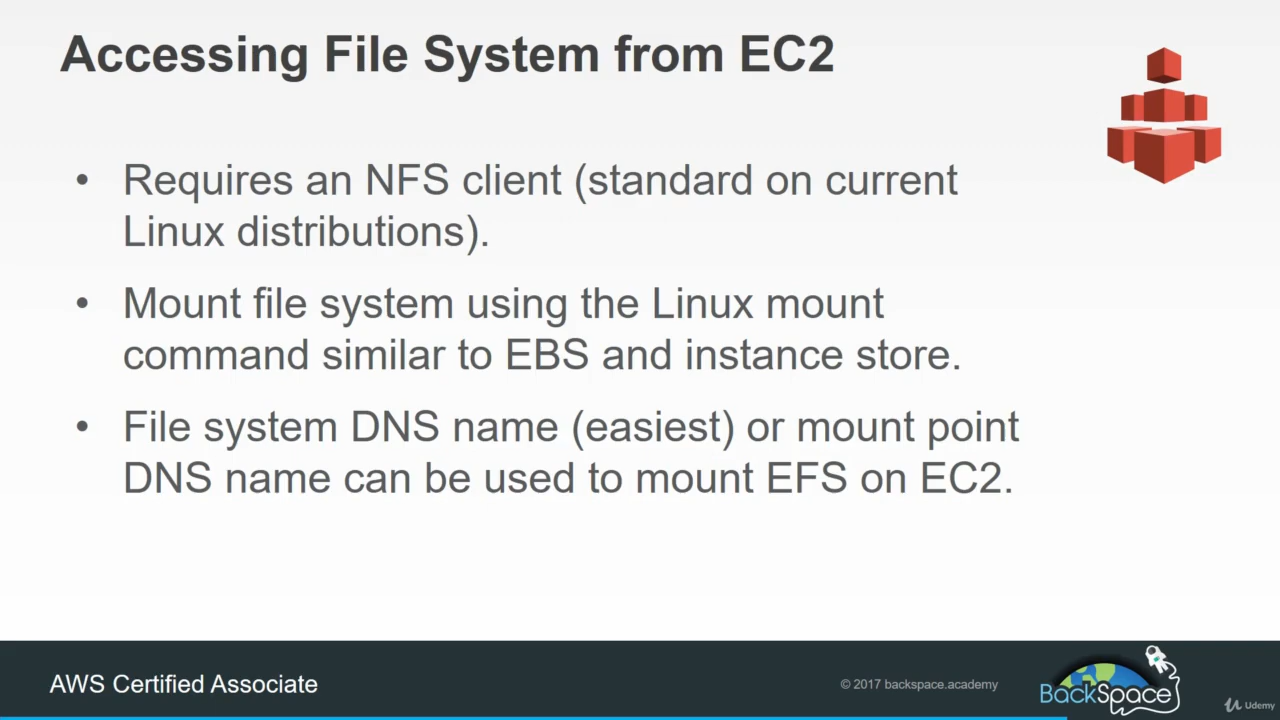 Accessing File System from EC2
• Requires an NFS client (standard on current
Linux distributions).
• Mount file system using the Linux mount
command similar to EBS and instance store.
• File system DNS name (easiest) or mount point
DNS name can be used to mount EFS on EC2.
AWS Certified Associate
© 2017 backspace.academy
BackSpace
Udemy